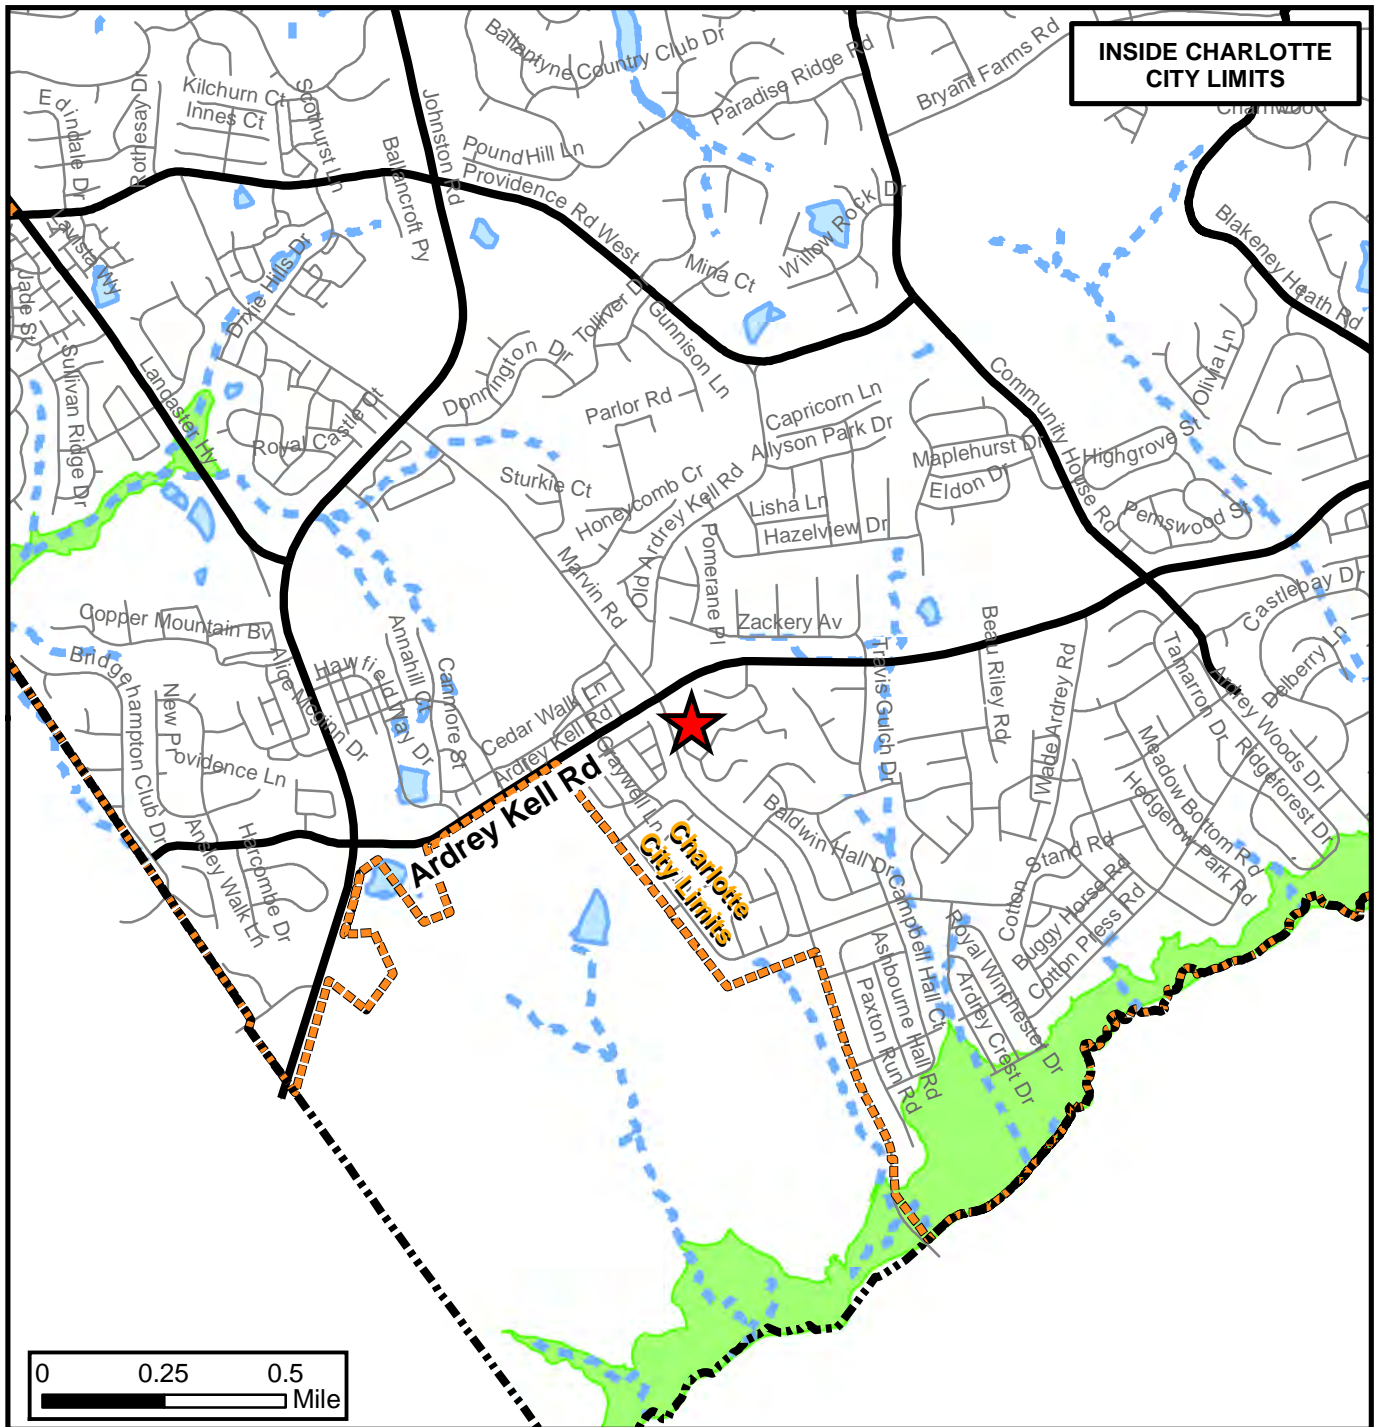 INSIDE CHARLOTTE
CITY LIMITS
Ballantyne Country Club Dr
Paradise Ridge Rd
Bryant Farms Rd
Charnwood
Edindale Dr
Rothesay Dr
Kilchurn Ct
Innes Ct
Scothurst Ln
Johnston Rd
Ballancroft Py
Pound Hill Ln
Providence Rd West
Willow Rock Dr
Mina Ct
Blakeney Heath Rd
Lavista Wy
Jade St
Dixie Hills Dr
Sullivan Ridge Dr
Lancaster Hy
Royal Castle Ct
Donnington Dr
Tolliver Dr
Gunnison Ln
Parlor Rd
Capricorn Ln
Allyson Park Dr
Community House Rd
Olivia Ln
Maplehurst Dr
Eldon Dr
Highgrove St
Pemswood St
Sturkie Ct
Honeycomb Cr
Old Ardrey Kell Rd
Lisha Ln
Hazelview Dr
Pomerane Pl
Marvin Rd
Zackery Av
Castlebay Dr
Delberry Ln
Copper Mountain Bv
Bridgehampton Club Dr
New Providence Ln
Alice Mcginn Dr
Hawfield Way Dr
Annahill Ct
Canmore St
Cedar Walk Ln
Ardrey Kell Rd
Claywell Ln
Travis Gulch Dr
Beau Riley Rd
Wade Ardrey Rd
Tamarron Dr
Ardrey Woods Dr
Ridgeforest Dr
Meadow Bottom Rd
Hedgerow Park Rd
Ansley Walk Ln
Harcombe Dr
Ardrey Kell Rd
Charlotte
City Limits
Baldwin Hall Dr
Campbell Hall Ct
Cotton Stand Rd
Buggy Horse Rd
Cotton Press Rd
Royal Winchester Dr
Ardrey Crest Dr
Ashbourne Hall Rd
Paxton Run Rd
0 0.25 0.5
Mile